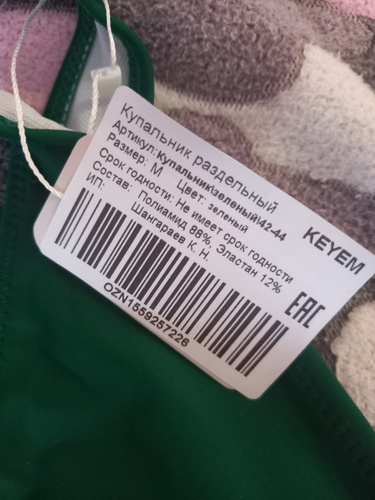 Купальник раздельный
KEYEM
Артикул:Купальник\зеленый\42-44
Размер: M Цвет: зеленый
Срок годности: Не имеет срок годности
Состав: Полиамид 88%, Эластан 12%
ИП: Шангараев К. Н.
EAC
OZN1559257226